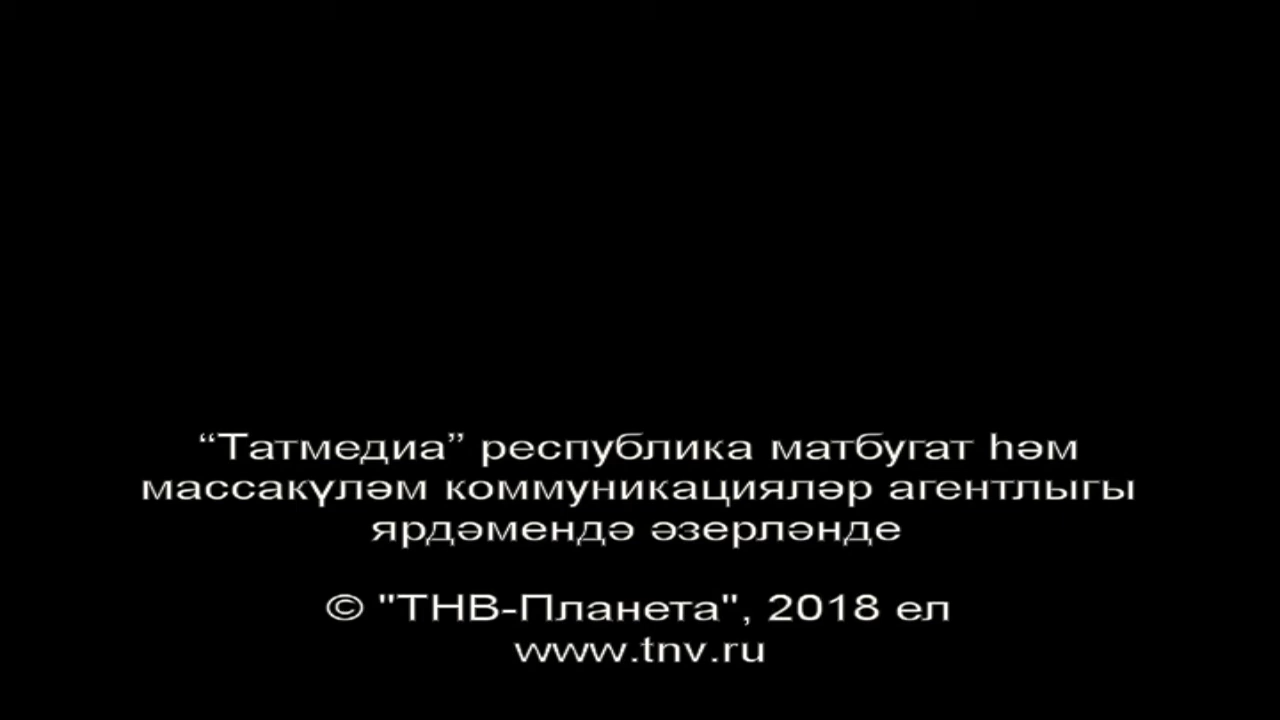 “Татмедиа” республика матбугат һәм
массакүләм коммуникацияләр агентлыгы
ярдәмендә әзерләнде
© "ТНВ-Планета", 2018 ел
www.tnv.ru